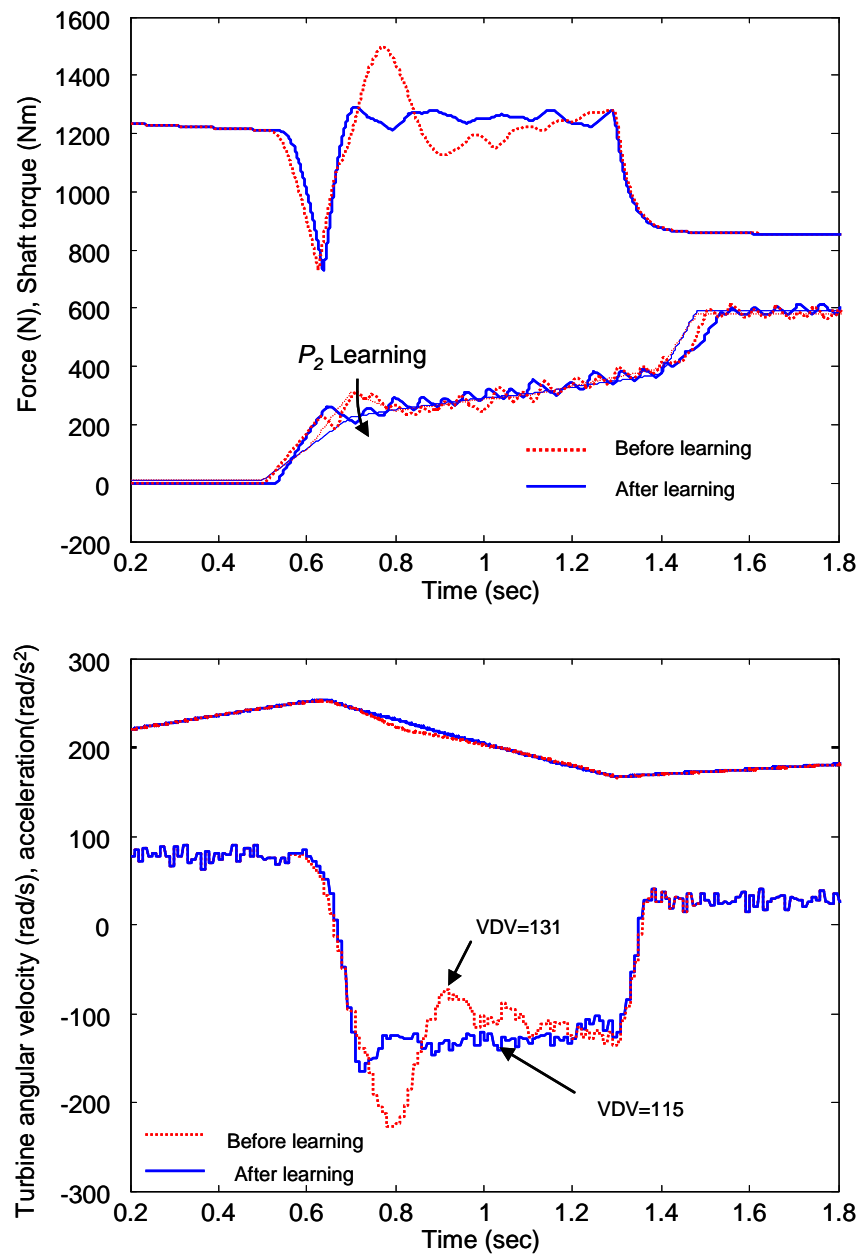 1600
1400
1200
1000
800
600
400
200
0
-200
Force (N), Shaft torque (Nm)
P2 Learning
Before learning
After learning
0.2 0.4 0.6 0.8 1 1.2 1.4 1.6 1.8
Time (sec)
300
200
100
0
-100
-200
-300
Turbine angular velocity (rad/s), acceleration(rad/s²)
VDV=131
VDV=115
Before learning
After learning
0.2 0.4 0.6 0.8 1 1.2 1.4 1.6 1.8
Time (sec)